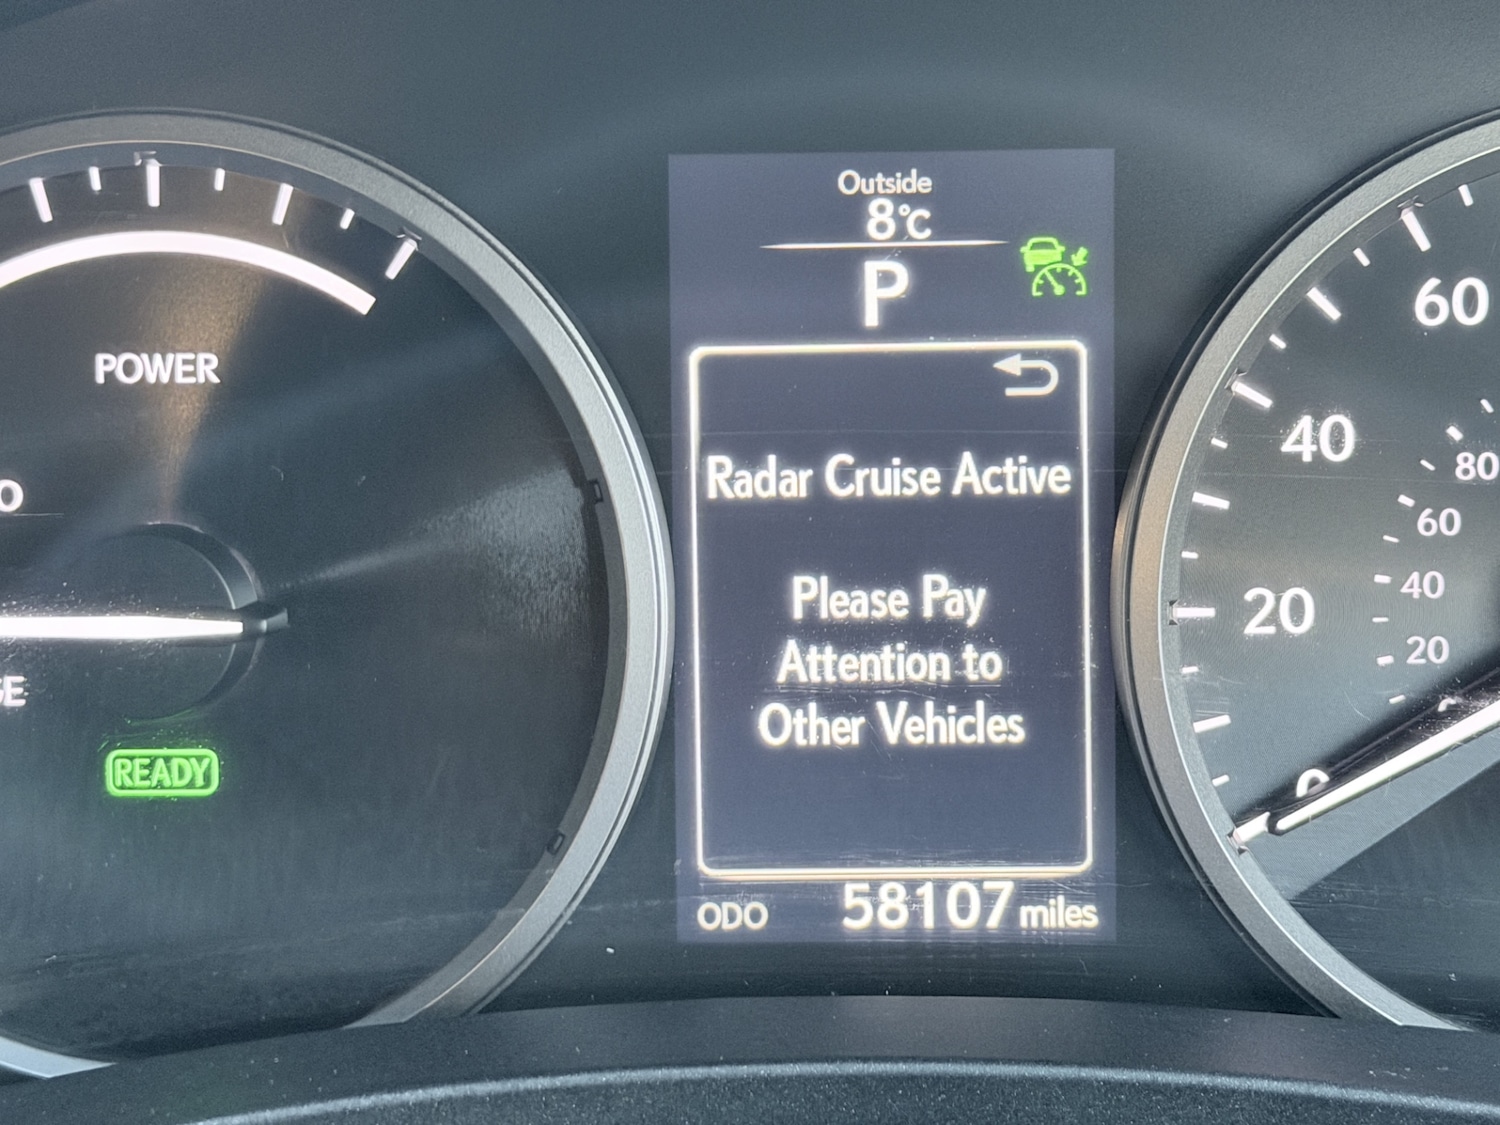 Outside
8°C
P
Radar Cruise Active
Please Pay
Attention to
Other Vehicles
ODO 58107 miles
POWER
READY
60
40
20
0
80
60
40
20